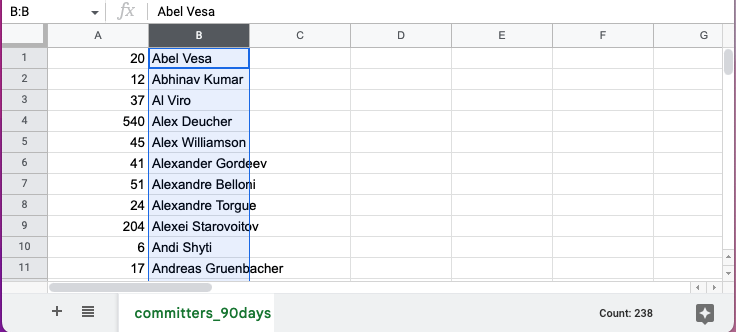 B:B fx Abel Vesa
A B C D E F G
1 20 Abel Vesa
2 12 Abhinav Kumar
3 37 Al Viro
4 540 Alex Deucher
5 45 Alex Williamson
6 41 Alexander Gordeev
7 51 Alexandre Belloni
8 24 Alexandre Torgue
9 204 Alexei Starovoitov
10 6 Andi Shyti
11 17 Andreas Gruenbacher
committers_90days Count: 238